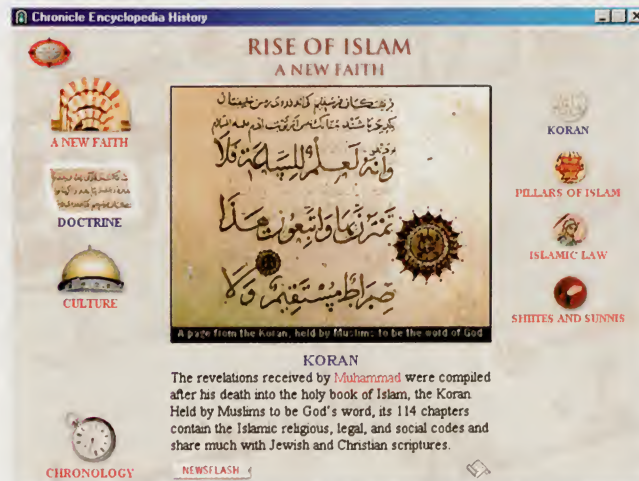 Chronicle Encyclopedia History
RISE OF ISLAM
A NEW FAITH
A NEW FAITH
DOCTRINE
CULTURE
CHRONOLOGY
وانه لعلم للساعة فلا
تمترن بها واتبعون هذا
صراط مستقيم ولا
A page from the Koran, held by Muslims to be the word of God
KORAN
The revelations received by Muhammad were compiled
after his death into the holy book of Islam, the Koran.
Held by Muslims to be God's word, its 114 chapters
contain the Islamic religious, legal, and social codes and
share much with Jewish and Christian scriptures.
NEWSFLASH
KORAN
PILLARS OF ISLAM
ISLAMIC LAW
SHIITES AND SUNNIS